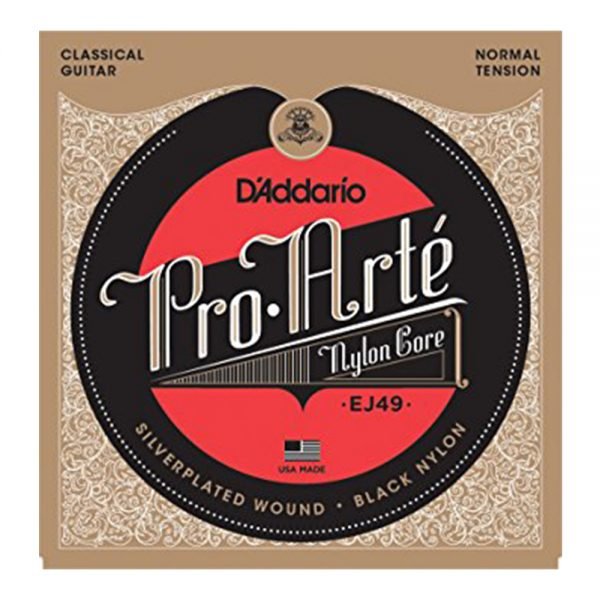 CLASSICAL
GUITAR
NORMAL
TENSION
D'Addario
Pro·Arté
Nylon Core
·EJ49·
USA MADE
SILVERPLATED WOUND · BLACK NYLON